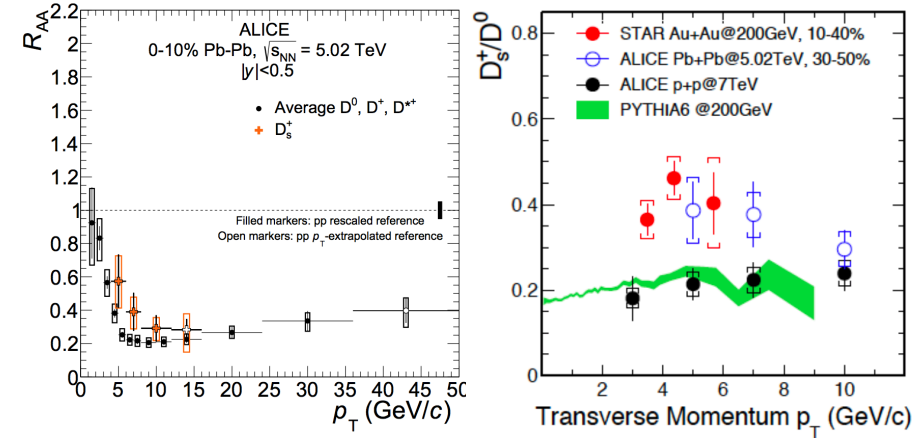 R_AA
2.2
2
1.8
1.6
1.4
1.2
1
0.8
0.6
0.4
0.2
0
ALICE
0-10% Pb-Pb, √s_NN = 5.02 TeV
|y|<0.5
Average D⁰, D⁺, D*⁺
D_s⁺
Filled markers: pp rescaled reference
Open markers: pp p_T-extrapolated reference
0 5 10 15 20 25 30 35 40 45 50
p_T (GeV/c)
D_s⁺/D⁰
0.8
0.6
0.4
0.2
0
STAR Au+Au@200GeV, 10-40%
ALICE Pb+Pb@5.02TeV, 30-50%
ALICE p+p@7TeV
PYTHIA6 @200GeV
2 4 6 8 10
Transverse Momentum p_T (GeV/c)